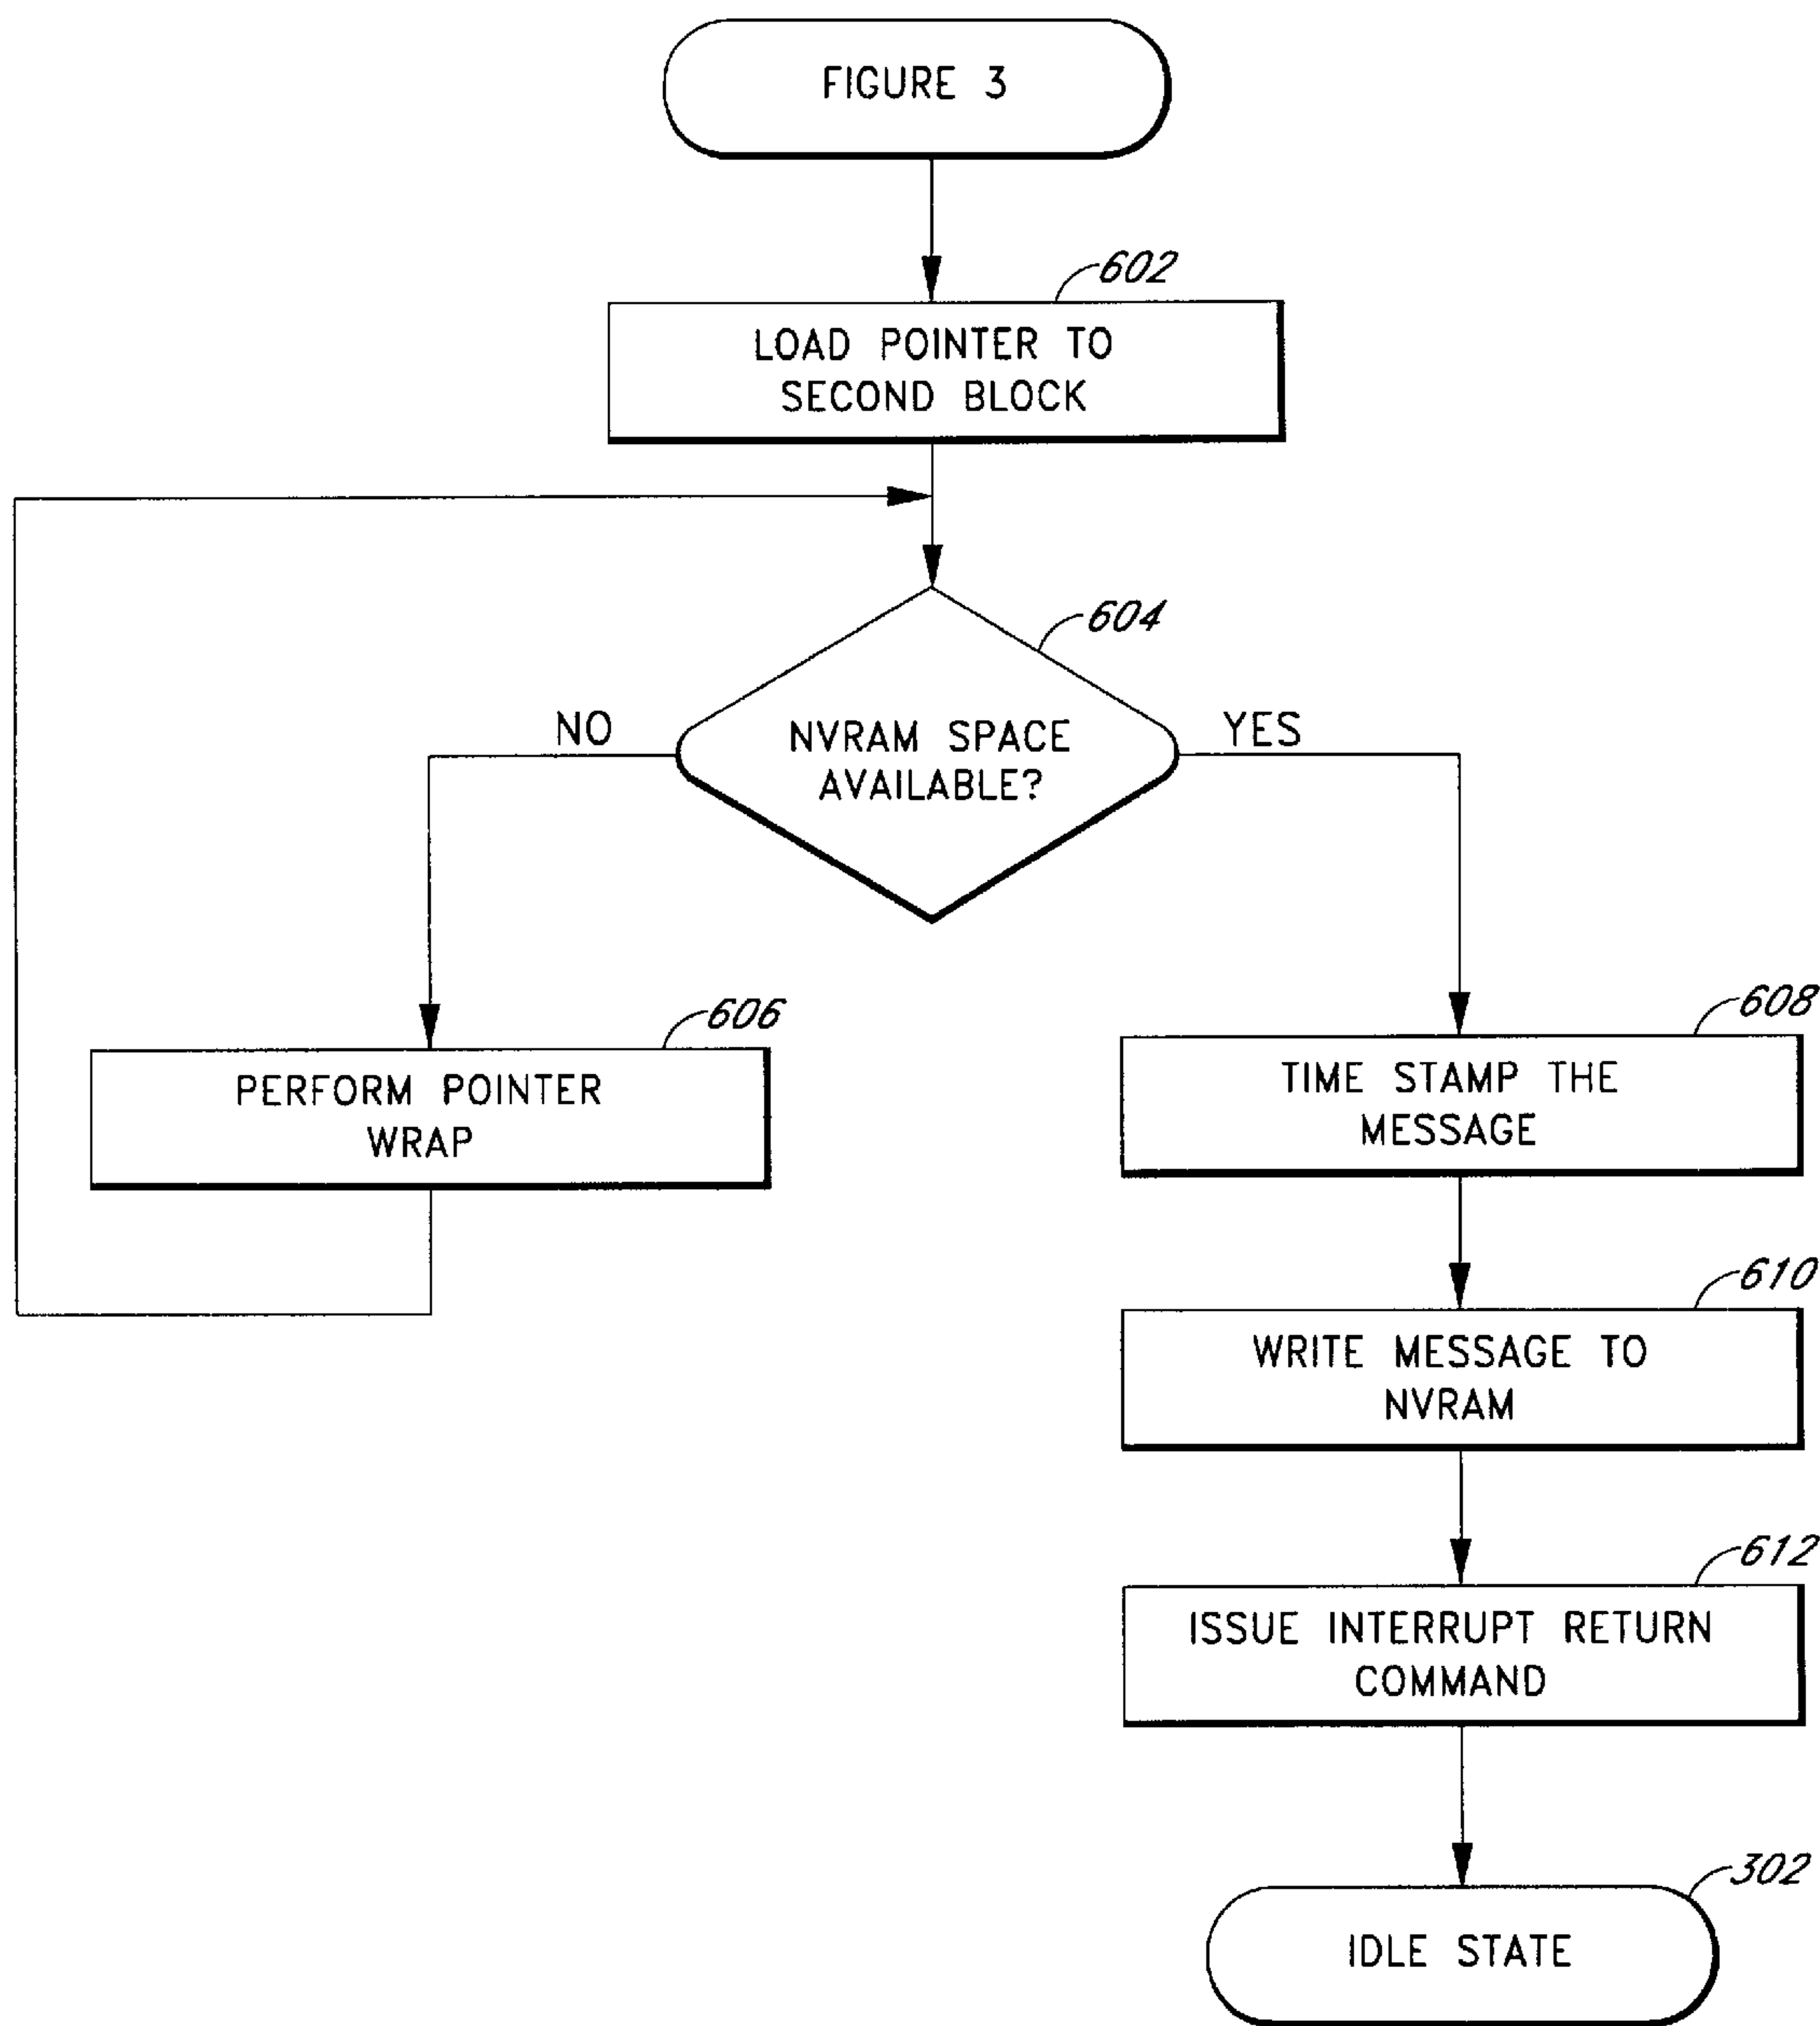 FIGURE 3
602
LOAD POINTER TO
SECOND BLOCK
604
NO
NVRAM SPACE
AVAILABLE?
YES
606
PERFORM POINTER
WRAP
608
TIME STAMP THE
MESSAGE
610
WRITE MESSAGE TO
NVRAM
612
ISSUE INTERRUPT RETURN
COMMAND
302
IDLE STATE